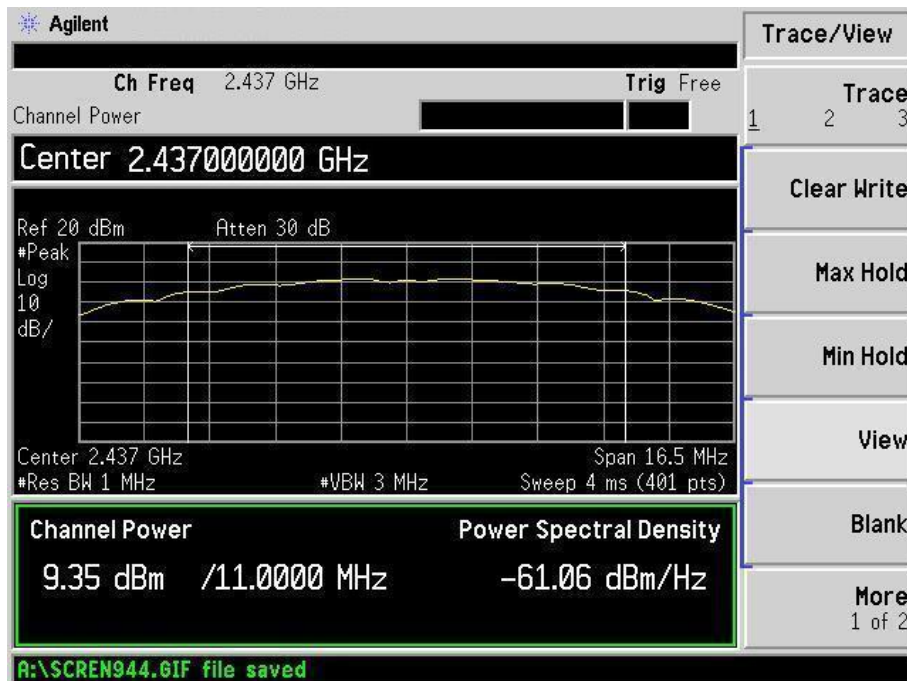 Agilent
Ch Freq 2.437 GHz Trig Free
Channel Power
Center 2.437000000 GHz
Ref 20 dBm Atten 30 dB
#Peak
Log
10
dB/
Center 2.437 GHz Span 16.5 MHz
#Res BW 1 MHz #VBW 3 MHz Sweep 4 ms (401 pts)
Channel Power Power Spectral Density
9.35 dBm /11.0000 MHz -61.06 dBm/Hz
A:\SCREN944.GIF file saved
Trace/View
Trace
1 2 3
Clear Write
Max Hold
Min Hold
View
Blank
More
1 of 2